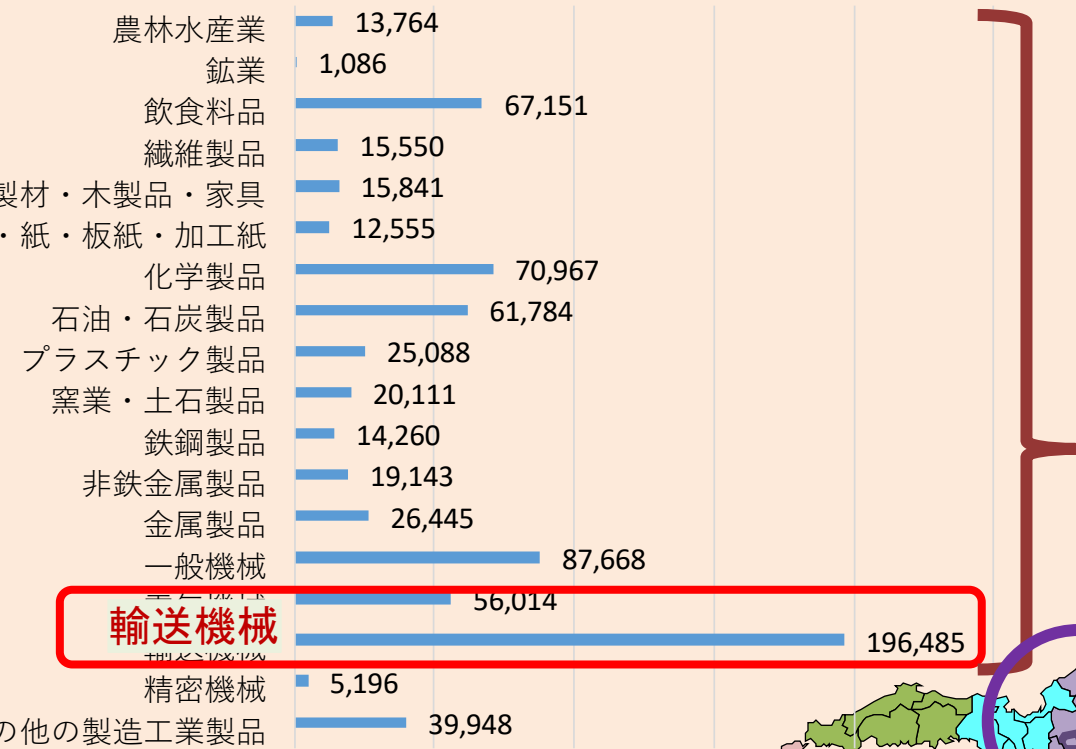 農林水産業 13,764
鉱業 1,086
飲食料品 67,151
繊維製品 15,550
製材・木製品・家具 15,841
・紙・板紙・加工紙 12,555
化学製品 70,967
石油・石炭製品 61,784
プラスチック製品 25,088
窯業・土石製品 20,111
鉄鋼製品 14,260
非鉄金属製品 19,143
金属製品 26,445
一般機械 87,668
56,014
輸送機械
輸送機械 196,485
精密機械 5,196
の他の製造工業製品 39,948